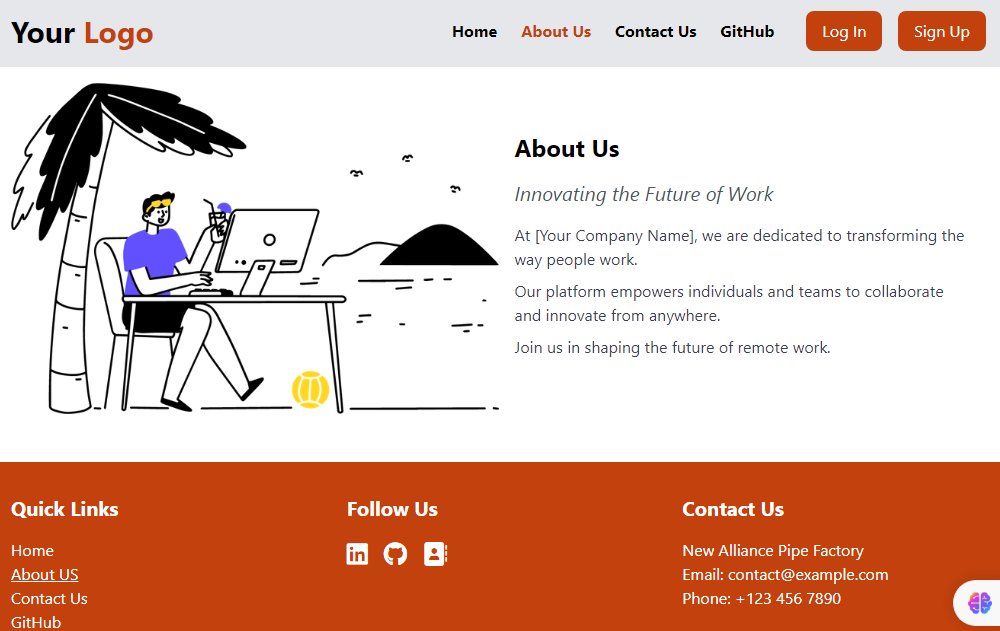 Your Logo
Home About Us Contact Us GitHub Log In Sign Up
About Us
Innovating the Future of Work
At [Your Company Name], we are dedicated to transforming the
way people work.
Our platform empowers individuals and teams to collaborate
and innovate from anywhere.
Join us in shaping the future of remote work.
Quick Links
Home
About US
Contact Us
GitHub
Follow Us
in
Contact Us
New Alliance Pipe Factory
Email: contact@example.com
Phone: +123 456 7890